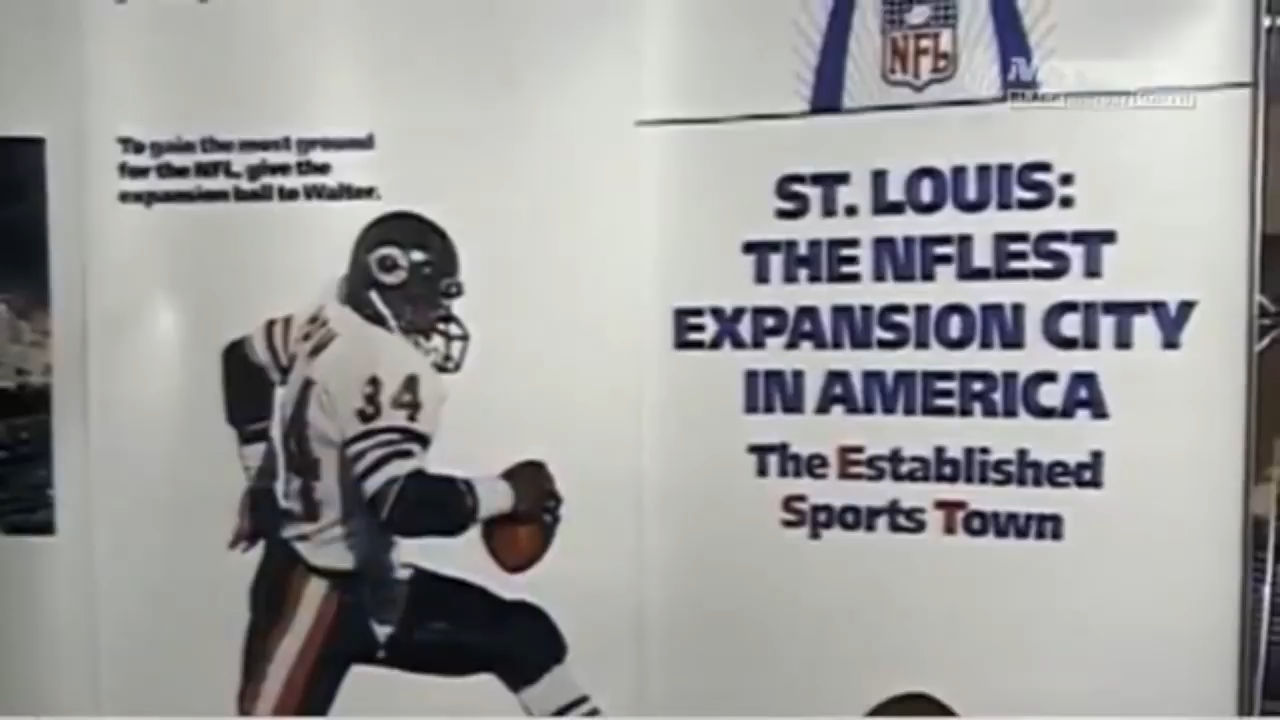 To gain the most ground
for the NFL, give the
expansion ball to Walter.
34
NFL
ST. LOUIS:
THE NFLEST
EXPANSION CITY
IN AMERICA
The Established
Sports Town